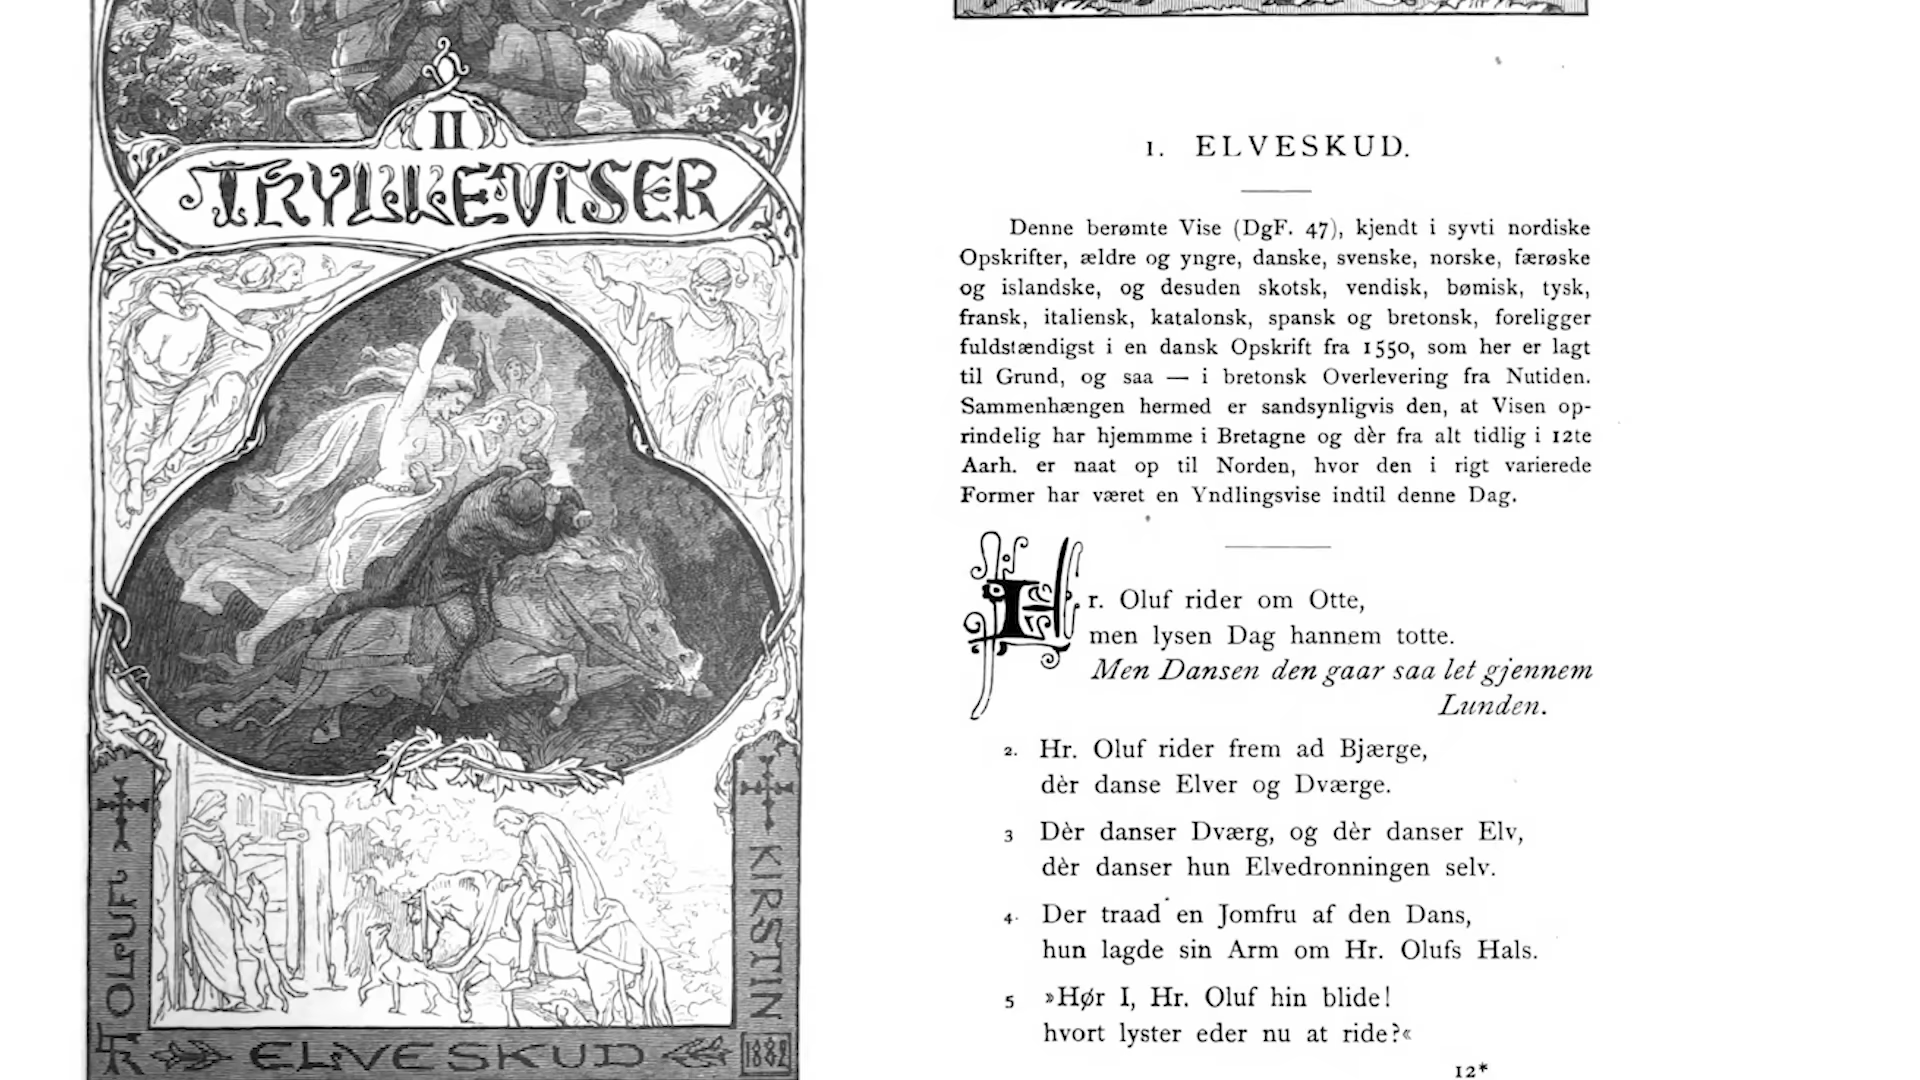 II
TRYLLEVISER
OLUF
KIRSTIN
ELVESKUD
1882
1. ELVESKUD.
Denne berømte Vise (DgF. 47), kjendt i syvti nordiske
Opskrifter, ældre og yngre, danske, svenske, norske, færøske
og islandske, og desuden skotsk, vendisk, bømisk, tysk,
fransk, italiensk, katalonsk, spansk og bretonsk, foreligger
fuldstændigst i en dansk Opskrift fra 1550, som her er lagt
til Grund, og saa — i bretonsk Overlevering fra Nutiden.
Sammenhængen hermed er sandsynligvis den, at Visen op-
rindelig har hjemmme i Bretagne og dèr fra alt tidlig i 12te
Aarh. er naat op til Norden, hvor den i rigt varierede
Former har været en Yndlingsvise indtil denne Dag.
Hr. Oluf rider om Otte,
men lysen Dag hannem totte.
Men Dansen den gaar saa let gjennem
Lunden.
2. Hr. Oluf rider frem ad Bjærge,
dèr danse Elver og Dværge.
3 Dèr danser Dværg, og dèr danser Elv,
dèr danser hun Elvedronningen selv.
4. Der traad en Jomfru af den Dans,
hun lagde sin Arm om Hr. Olufs Hals.
5 »Hør I, Hr. Oluf hin blide!
hvort lyster eder nu at ride?«
12*